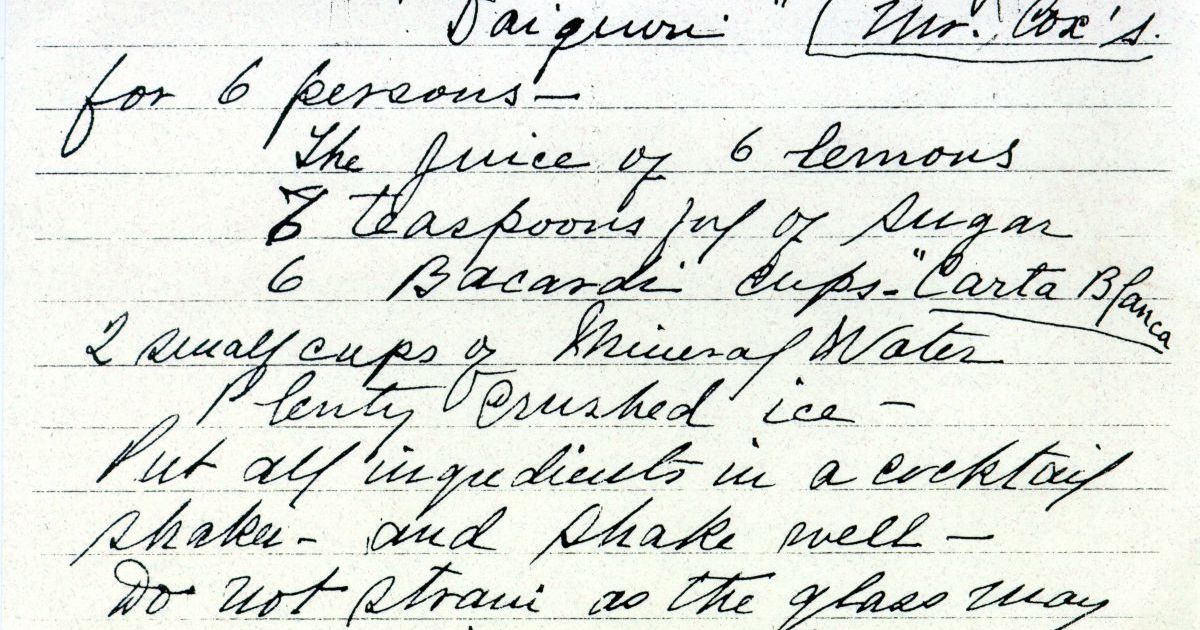 "Daiquiri" Mr. Cox's.
for 6 persons—
The juice of 6 lemons
6 teaspoons ful of sugar
6 Bacardi cups- "Carta Blanca
2 small cups of Mineral Water
Plenty Crushed ice —
Put all ingredients in a cocktail
shaker- and shake well —
Do not strain as the glass may